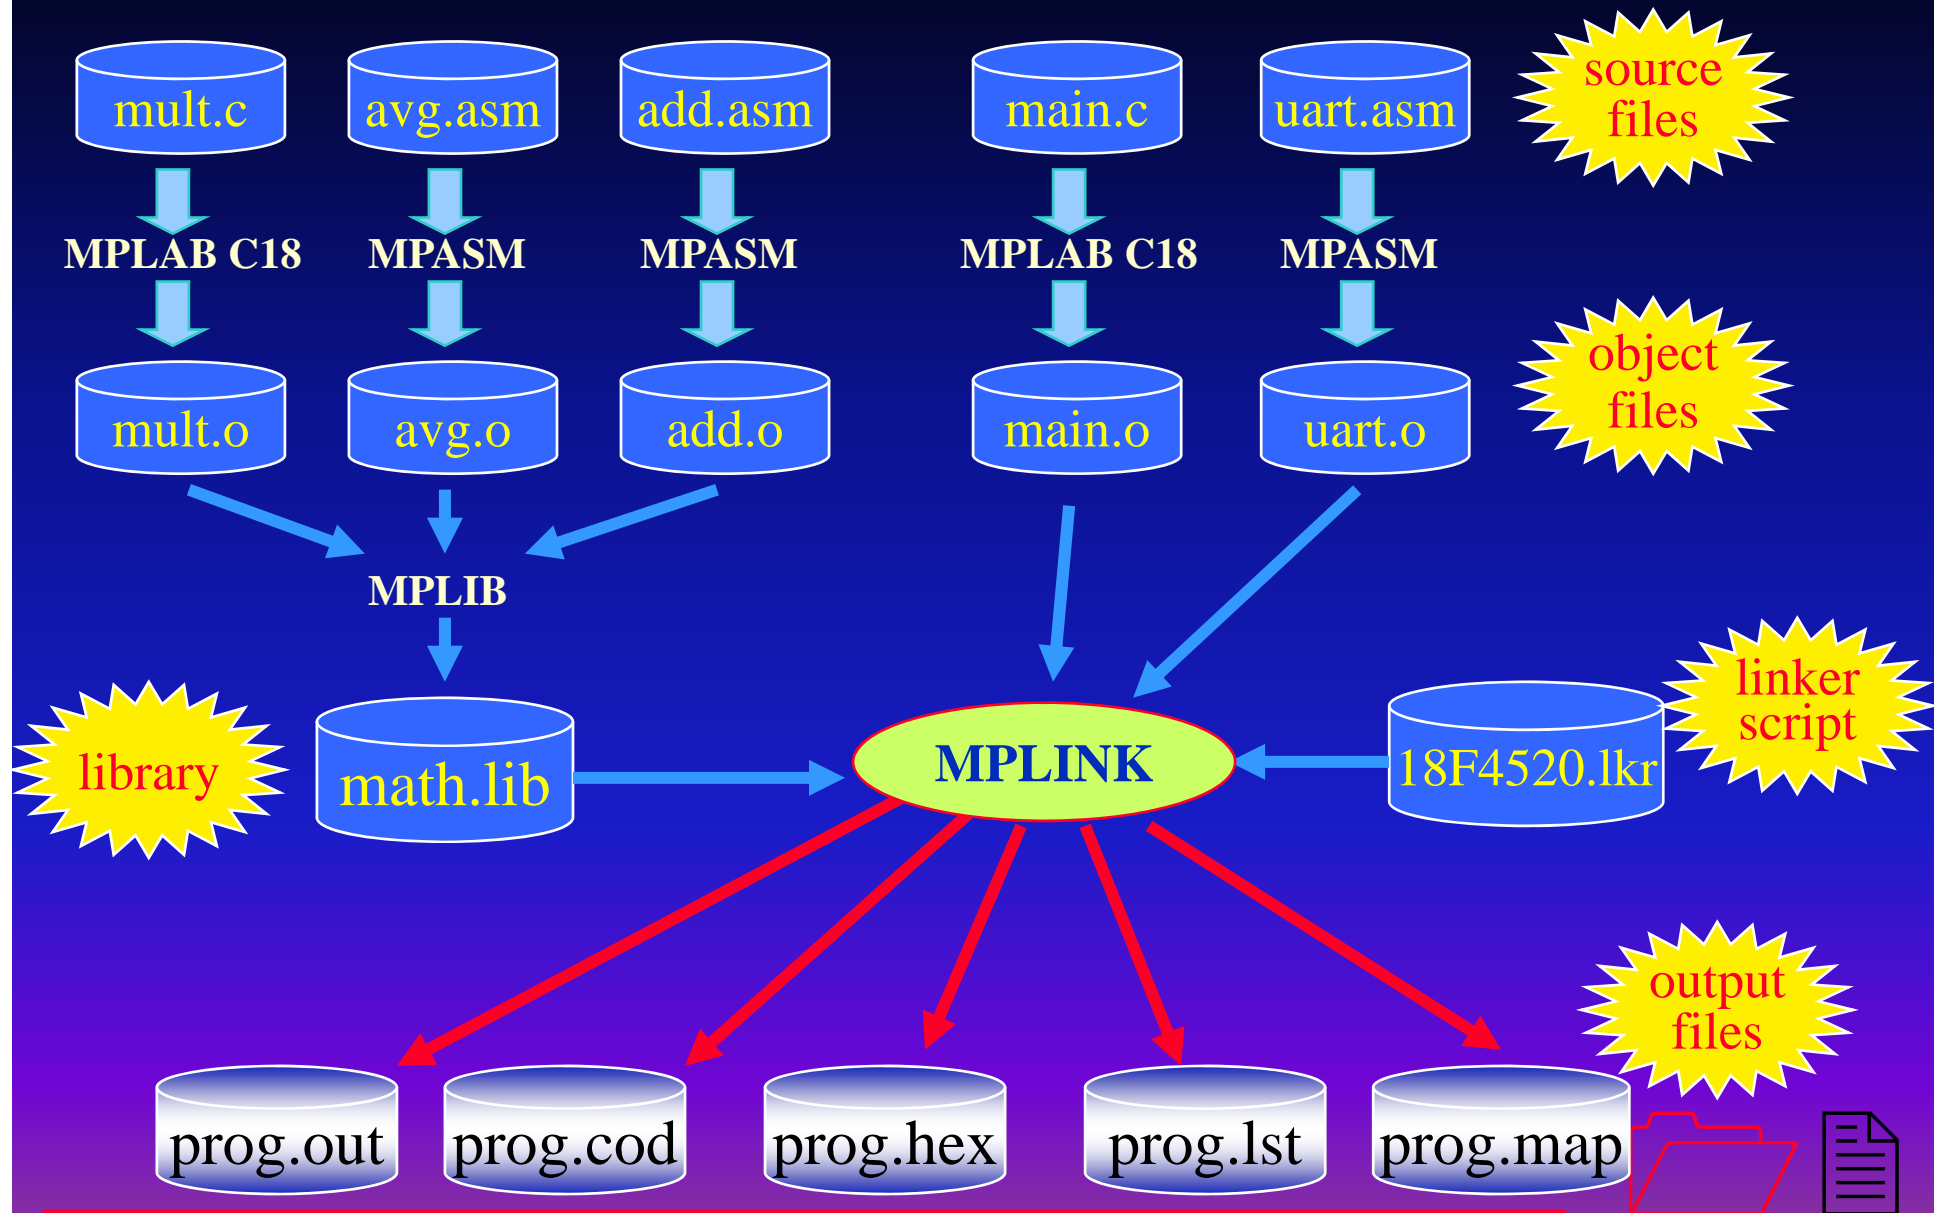 mult.c
avg.asm
add.asm
main.c
uart.asm
source
files
MPLAB C18
MPASM
MPASM
MPLAB C18
MPASM
mult.o
avg.o
add.o
main.o
uart.o
object
files
MPLIB
library
math.lib
MPLINK
18F4520.lkr
linker
script
output
files
prog.out
prog.cod
prog.hex
prog.lst
prog.map